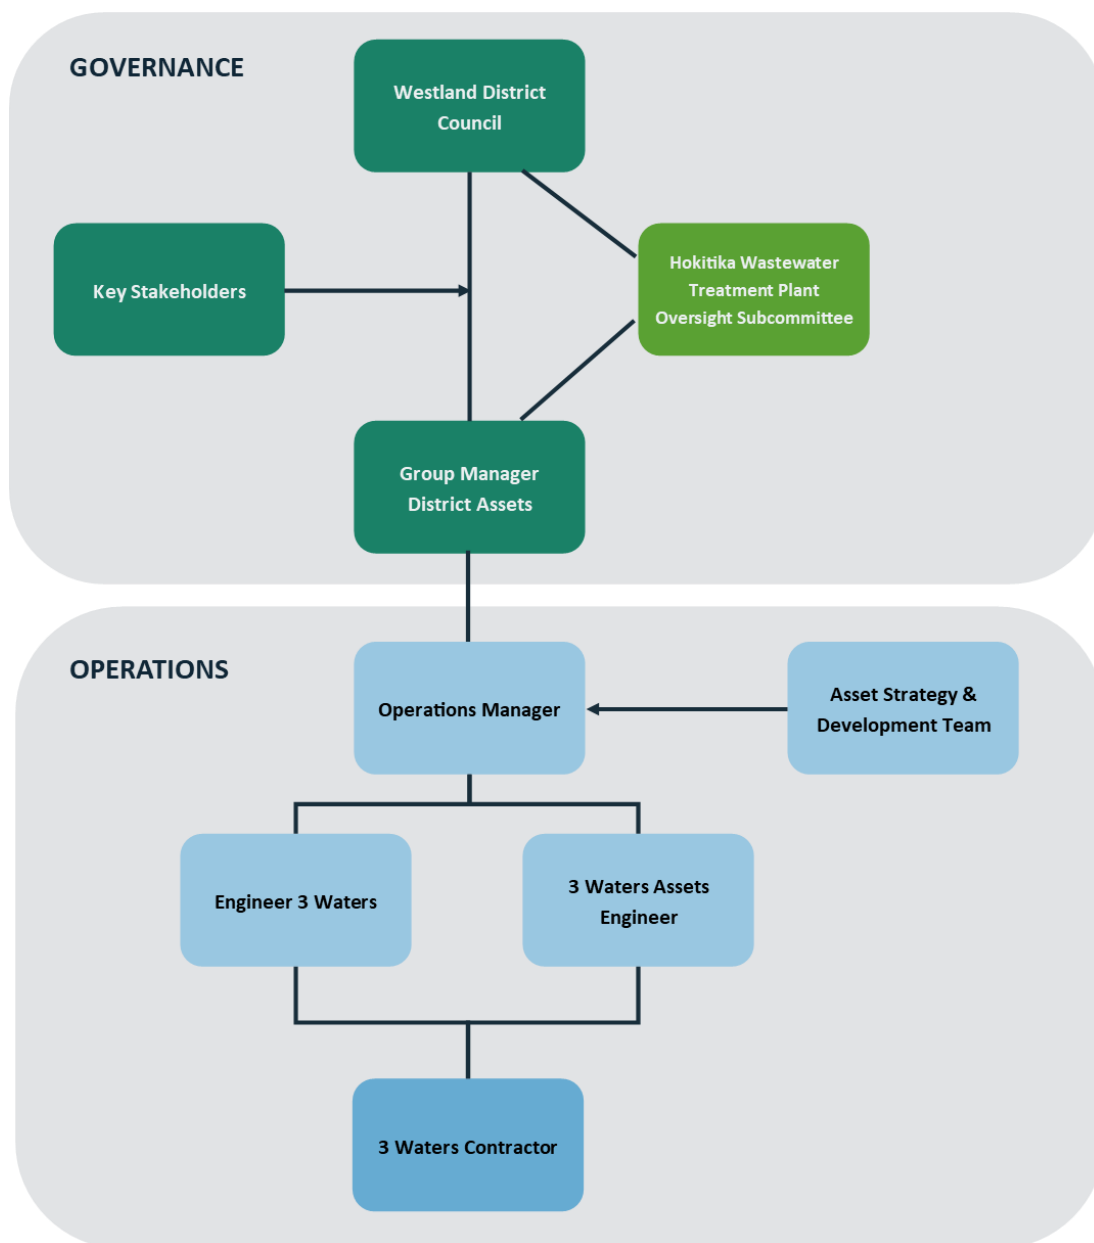 GOVERNANCE
Westland District
Council
Key Stakeholders
Hokitika Wastewater
Treatment Plant
Oversight Subcommittee
Group Manager
District Assets
OPERATIONS
Operations Manager
Asset Strategy &
Development Team
Engineer 3 Waters
3 Waters Assets
Engineer
3 Waters Contractor